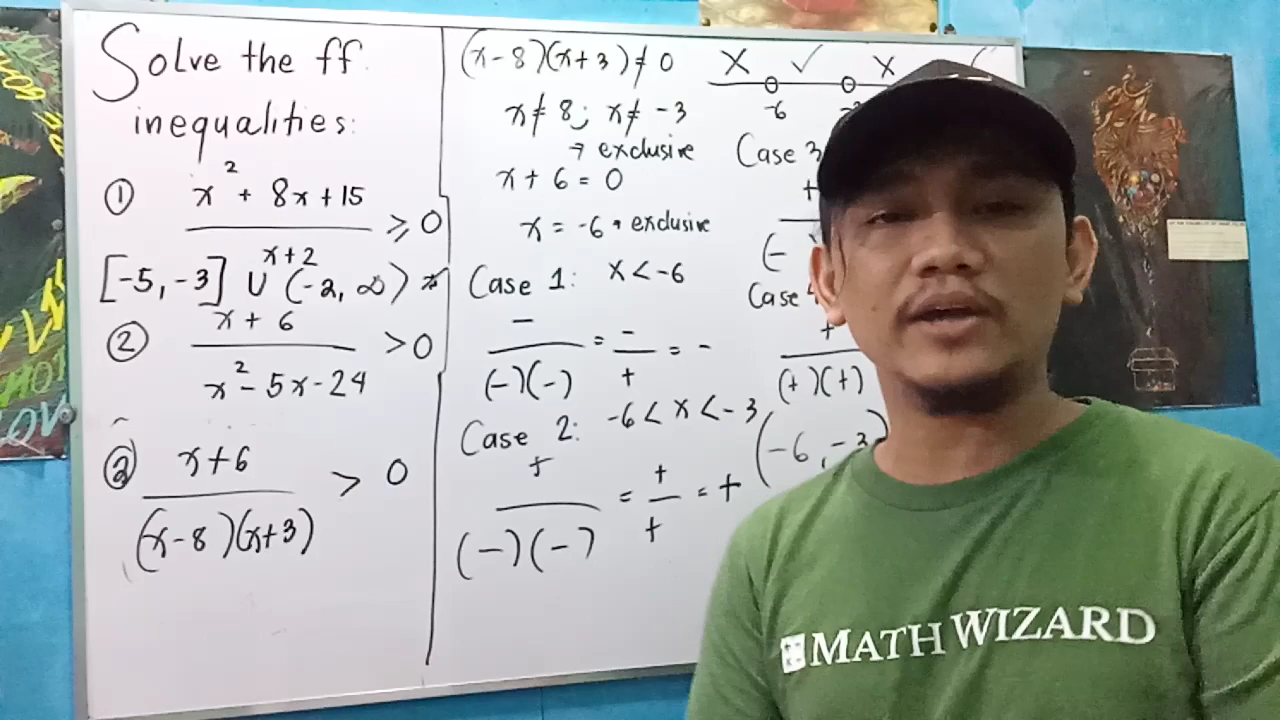 Solve the ff.
inequalities:
① x² + 8x + 15
x + 2
≥ 0
[-5, -3] ∪ (-2, ∞)
② x + 6
x² - 5x - 24
> 0
② x + 6
(x - 8)(x + 3)
> 0
(x - 8)(x + 3) ≠ 0
x ≠ 8; x ≠ -3
→ exclusive
x + 6 = 0
x = -6 → exclusive
Case 1: x < -6
-
(-)(-)
= -
+
= -
Case 2: -6 < x < -3
+
(-)(-)
= +
+
= +
X ✓ X
-6
Case 3
+
(-
Case
+
(+)(+)
(-6, -3)
MATH WIZARD